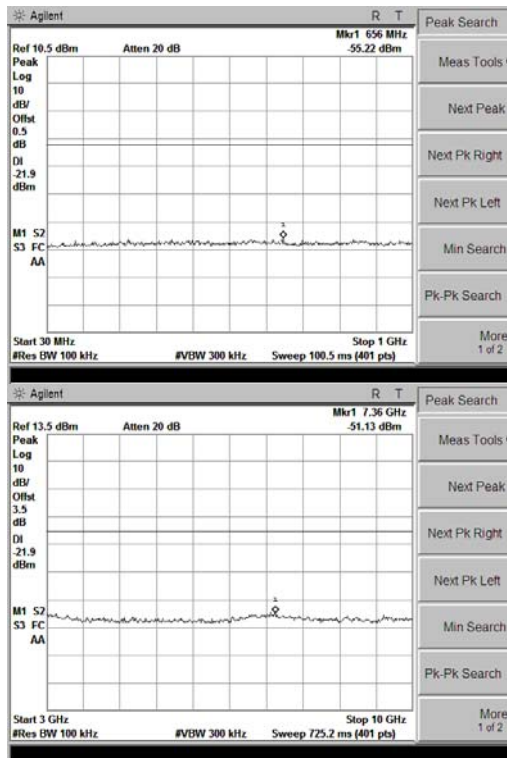 Agilent R T
Mkr1 656 MHz
Ref 10.5 dBm Atten 20 dB -55.22 dBm
Peak
Log
10
dB/
Offst
0.5
dB
DI
-21.9
dBm
M1 S2
S3 FC
AA
1
Start 30 MHz Stop 1 GHz
#Res BW 100 kHz #VBW 300 kHz Sweep 100.5 ms (401 pts)
Peak Search
Meas Tools
Next Peak
Next Pk Right
Next Pk Left
Min Search
Pk-Pk Search
More
1 of 2
Agilent R T
Mkr1 7.36 GHz
Ref 13.5 dBm Atten 20 dB -51.13 dBm
Peak
Log
10
dB/
Offst
3.5
dB
DI
-21.9
dBm
M1 S2
S3 FC
AA
1
Start 3 GHz Stop 10 GHz
#Res BW 100 kHz #VBW 300 kHz Sweep 725.2 ms (401 pts)
Peak Search
Meas Tools
Next Peak
Next Pk Right
Next Pk Left
Min Search
Pk-Pk Search
More
1 of 2